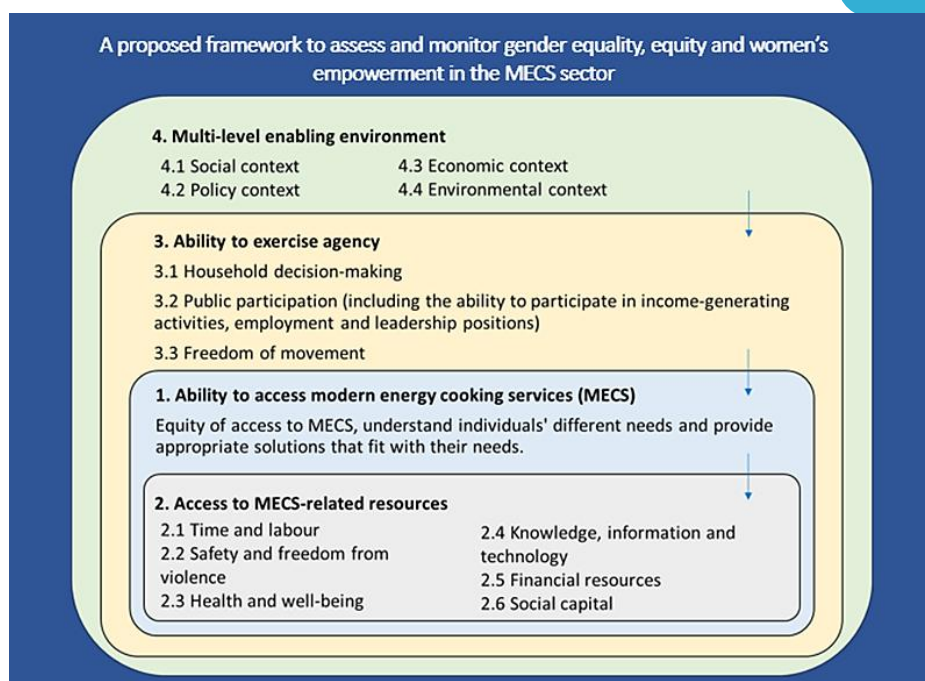 A proposed framework to assess and monitor gender equality, equity and women's
empowerment in the MECS sector
4. Multi-level enabling environment
4.1 Social context
4.2 Policy context
4.3 Economic context
4.4 Environmental context
3. Ability to exercise agency
3.1 Household decision-making
3.2 Public participation (including the ability to participate in income-generating
activities, employment and leadership positions)
3.3 Freedom of movement
1. Ability to access modern energy cooking services (MECS)
Equity of access to MECS, understand individuals' different needs and provide
appropriate solutions that fit with their needs.
2. Access to MECS-related resources
2.1 Time and labour
2.2 Safety and freedom from
violence
2.3 Health and well-being
2.4 Knowledge, information and
technology
2.5 Financial resources
2.6 Social capital